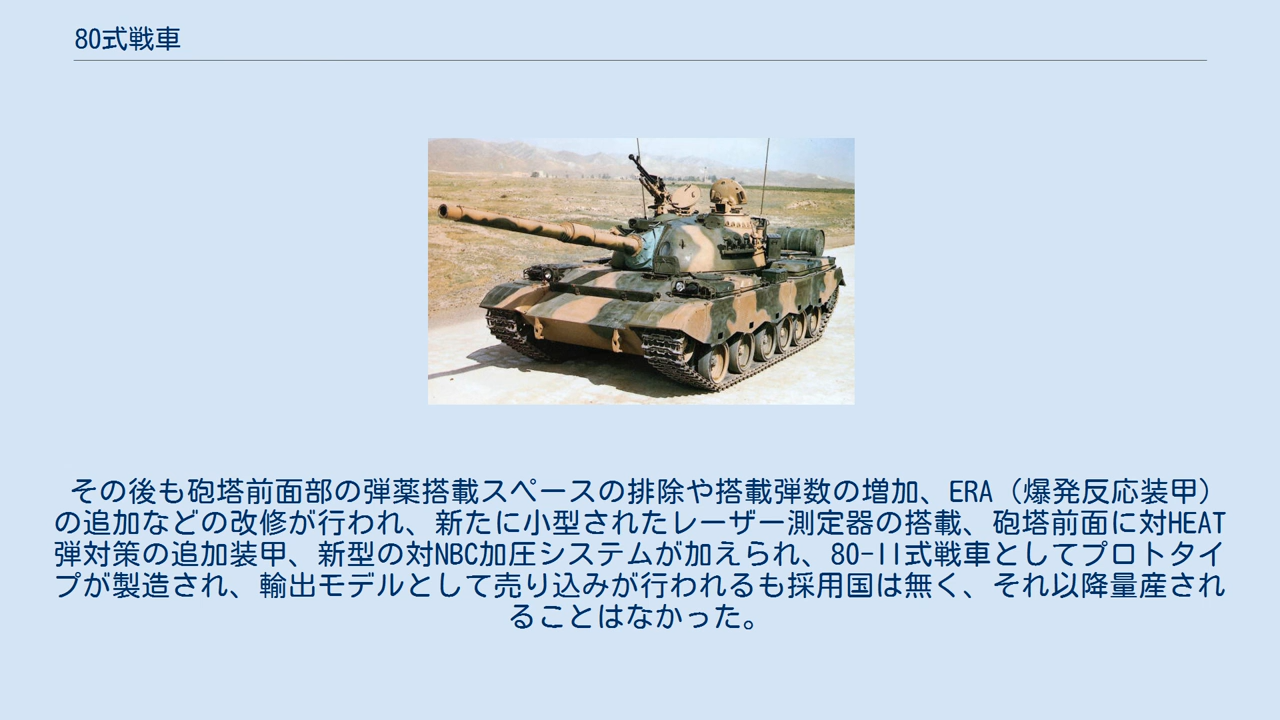 80式戦車
その後も砲塔前面部の弾薬搭載スペースの排除や搭載弾数の増加、ERA（爆発反応装甲）
の追加などの改修が行われ、新たに小型されたレーザー測定器の搭載、砲塔前面に対HEAT
弾対策の追加装甲、新型の対NBC加圧システムが加えられ、80-II式戦車としてプロトタイ
プが製造され、輸出モデルとして売り込みが行われるも採用国は無く、それ以降量産され
ることはなかった。